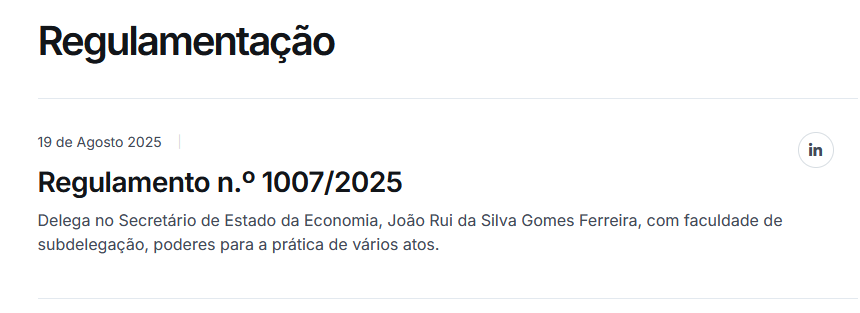 Regulamentação
19 de Agosto 2025
in
Regulamento n.º 1007/2025
Delega no Secretário de Estado da Economia, João Rui da Silva Gomes Ferreira, com faculdade de
subdelegação, poderes para a prática de vários atos.